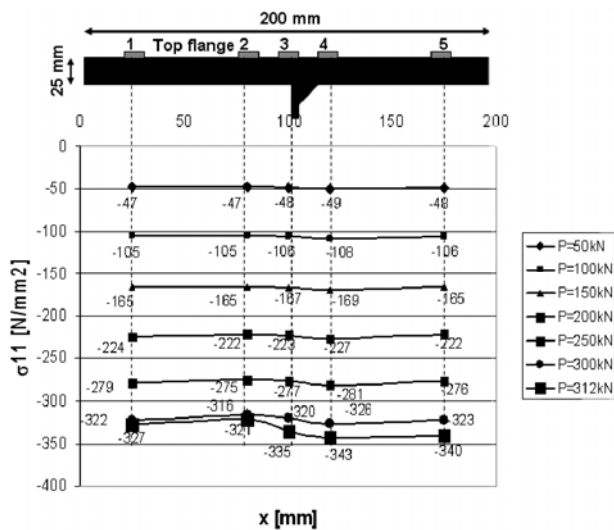 200 mm
1 Top flange 2 3 4 5
25 mm
0 50 100 150 200
0
-50
-47 -47 -48 -49 -48
-100
-105 -105 -106 -108 -106
-150
-165 -165 -167 -169 -165
-200
-224 -222 -223 -227 -222
-250
-279 -275 -277 -281 -276
-300
-322 -316 320 -326 323
-327 -321 -335 -343 -340
-350
-400
σ11 [N/mm2]
x [mm]
P=50kN
P=100kN
P=150kN
P=200kN
P=250kN
P=300kN
P=312kN